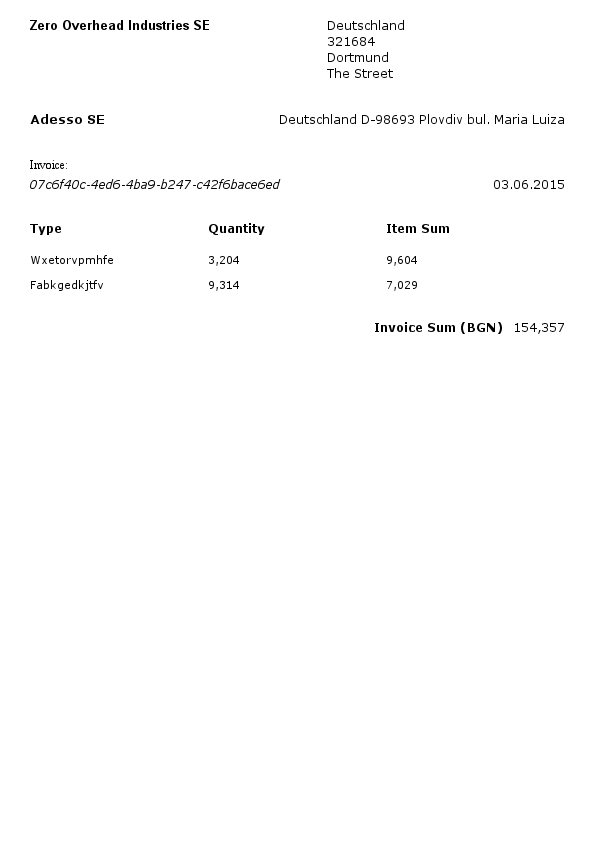 Zero Overhead Industries SE
Deutschland
321684
Dortmund
The Street
Adesso SE Deutschland D-98693 Plovdiv bul. Maria Luiza
Invoice:
07c6f40c-4ed6-4ba9-b247-c42f6bace6ed 03.06.2015
Type Quantity Item Sum
Wxetorvpmhfe 3,204 9,604
Fabkgedkjtfv 9,314 7,029
Invoice Sum (BGN) 154,357